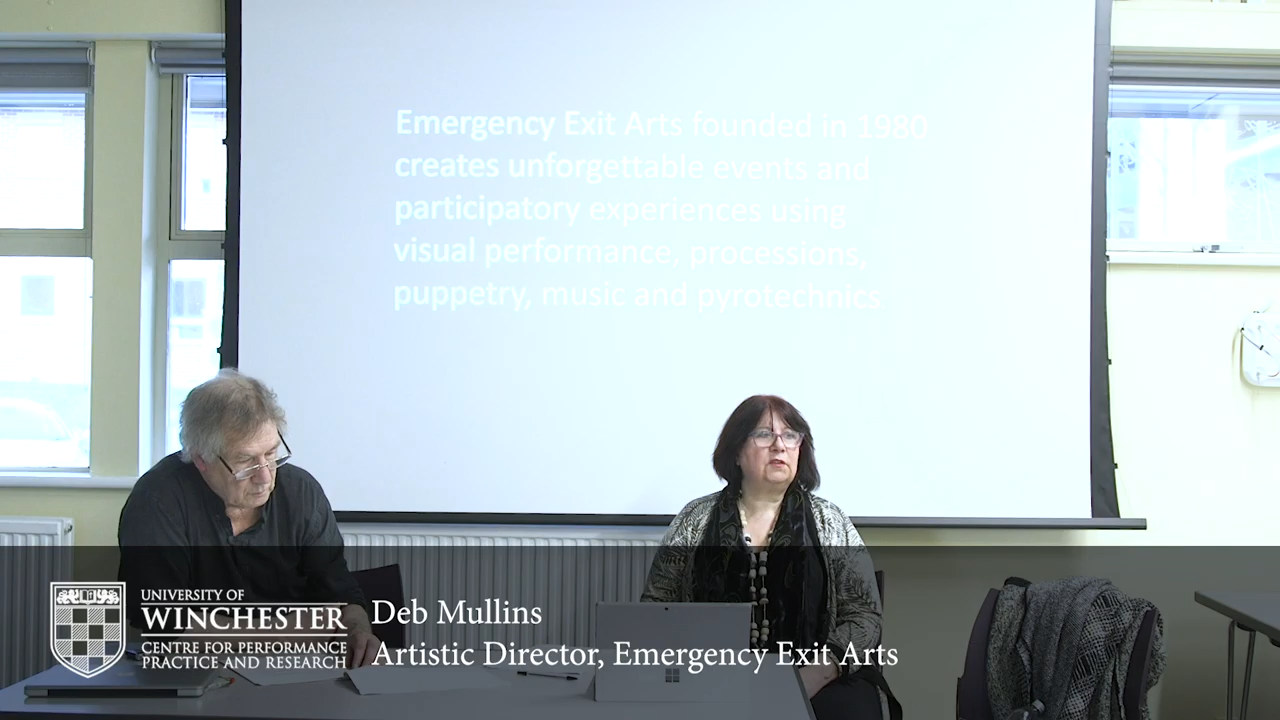 Emergency Exit Arts founded in 1980
creates unforgettable events and
participatory experiences using
visual performance, processions,
puppetry, music and pyrotechnics
UNIVERSITY OF
WINCHESTER
CENTRE FOR PERFORMANCE
PRACTICE AND RESEARCH
Deb Mullins
Artistic Director, Emergency Exit Arts